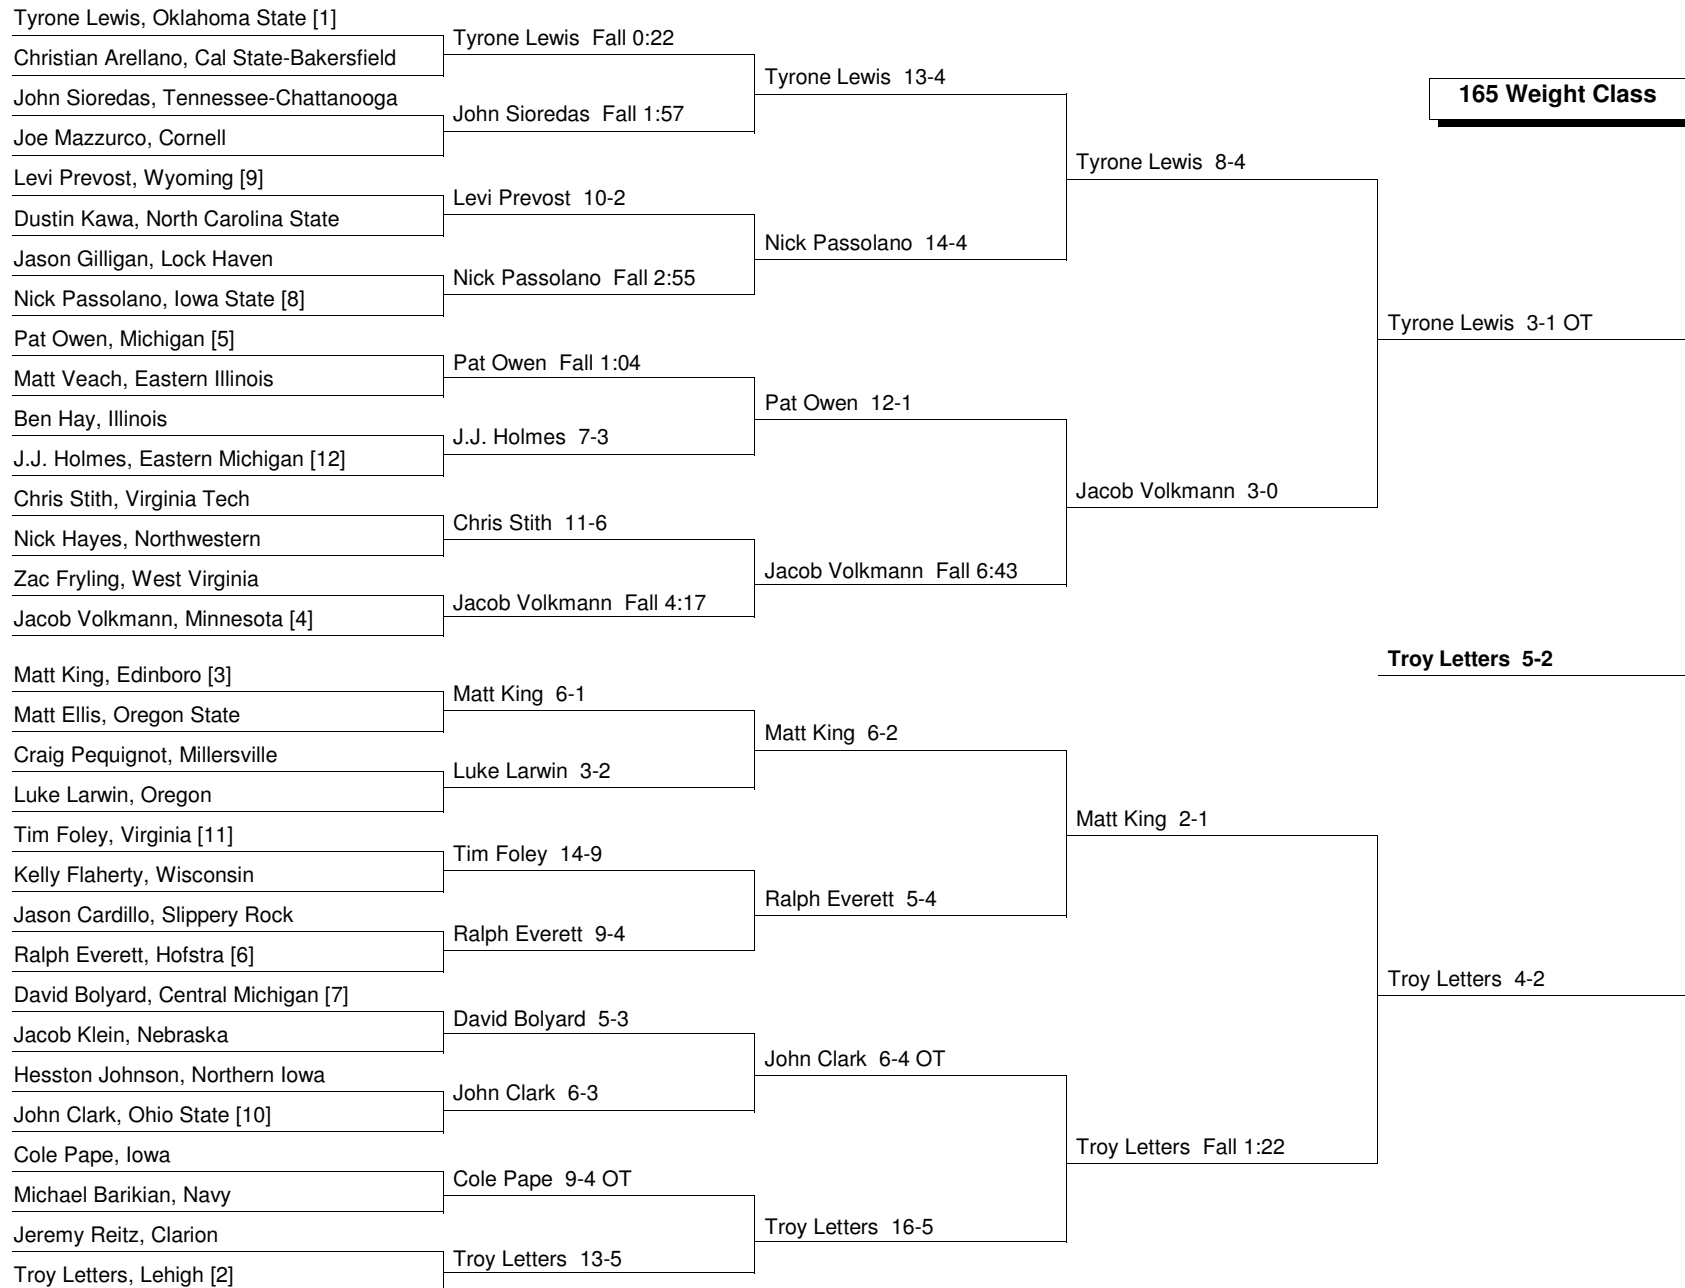 Tyrone Lewis, Oklahoma State [1]
Christian Arellano, Cal State-Bakersfield
John Sioredas, Tennessee-Chattanooga
Joe Mazzurco, Cornell
Levi Prevost, Wyoming [9]
Dustin Kawa, North Carolina State
Jason Gilligan, Lock Haven
Nick Passolano, Iowa State [8]
Pat Owen, Michigan [5]
Matt Veach, Eastern Illinois
Ben Hay, Illinois
J.J. Holmes, Eastern Michigan [12]
Chris Stith, Virginia Tech
Nick Hayes, Northwestern
Zac Fryling, West Virginia
Jacob Volkmann, Minnesota [4]
Matt King, Edinboro [3]
Matt Ellis, Oregon State
Craig Pequignot, Millersville
Luke Larwin, Oregon
Tim Foley, Virginia [11]
Kelly Flaherty, Wisconsin
Jason Cardillo, Slippery Rock
Ralph Everett, Hofstra [6]
David Bolyard, Central Michigan [7]
Jacob Klein, Nebraska
Hesston Johnson, Northern Iowa
John Clark, Ohio State [10]
Cole Pape, Iowa
Michael Barikian, Navy
Jeremy Reitz, Clarion
Troy Letters, Lehigh [2]
Tyrone Lewis Fall 0:22
John Sioredas Fall 1:57
Levi Prevost 10-2
Nick Passolano Fall 2:55
Pat Owen Fall 1:04
J.J. Holmes 7-3
Chris Stith 11-6
Jacob Volkmann Fall 4:17
Matt King 6-1
Luke Larwin 3-2
Tim Foley 14-9
Ralph Everett 9-4
David Bolyard 5-3
John Clark 6-3
Cole Pape 9-4 OT
Troy Letters 13-5
Tyrone Lewis 13-4
Nick Passolano 14-4
Pat Owen 12-1
Jacob Volkmann Fall 6:43
Matt King 6-2
Ralph Everett 5-4
John Clark 6-4 OT
Troy Letters 16-5
Tyrone Lewis 8-4
Jacob Volkmann 3-0
Matt King 2-1
Troy Letters Fall 1:22
165 Weight Class
Tyrone Lewis 3-1 OT
Troy Letters 5-2
Troy Letters 4-2